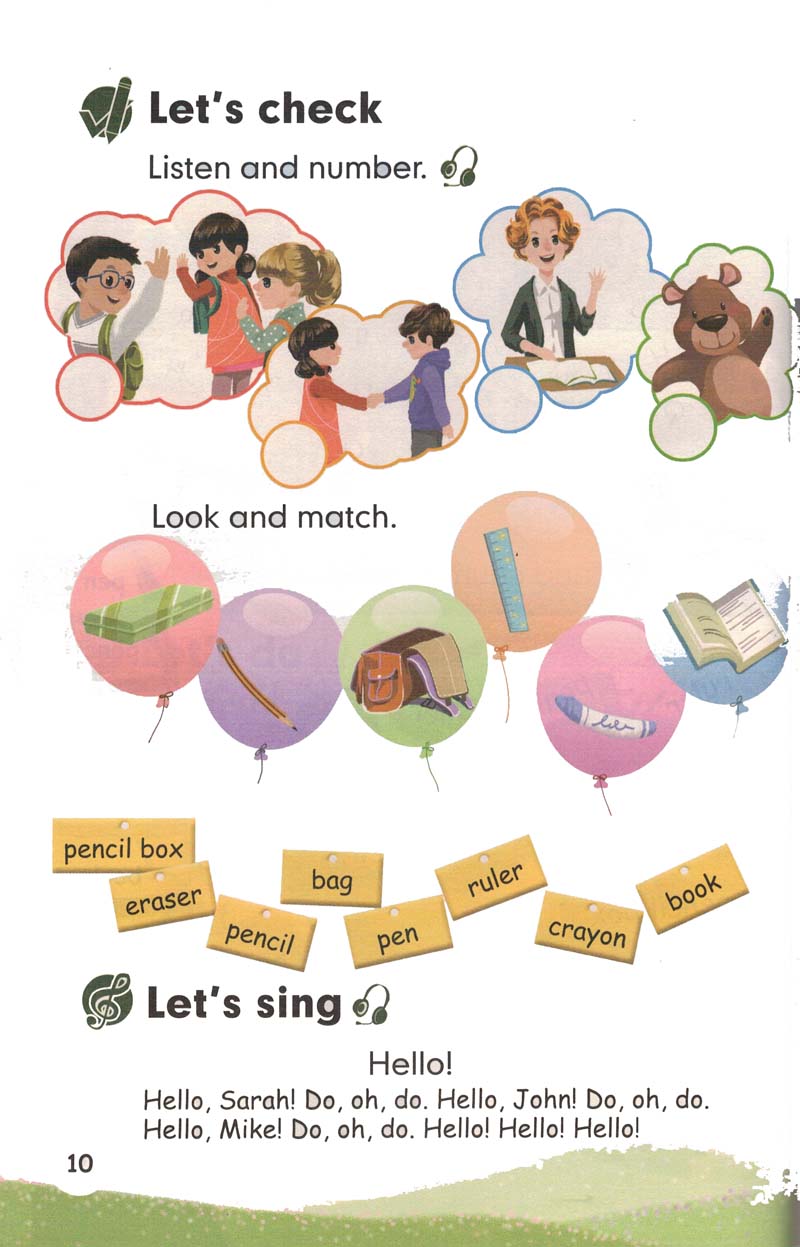 Let's check
Listen and number.
Look and match.
pencil box
eraser
pencil
bag
pen
ruler
crayon
book
Let's sing
Hello!
Hello, Sarah! Do, oh, do. Hello, John! Do, oh, do.
Hello, Mike! Do, oh, do. Hello! Hello! Hello!
10